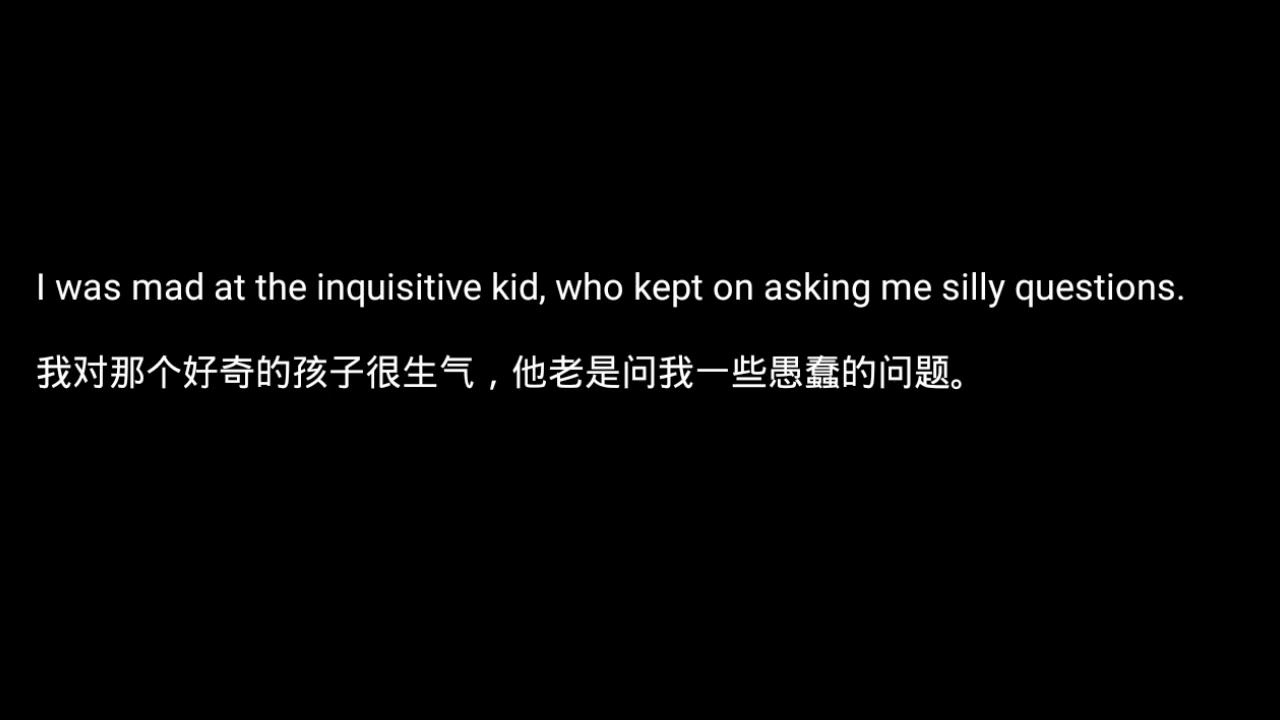 I was mad at the inquisitive kid, who kept on asking me silly questions.
我对那个好奇的孩子很生气，他老是问我一些愚蠢的问题。